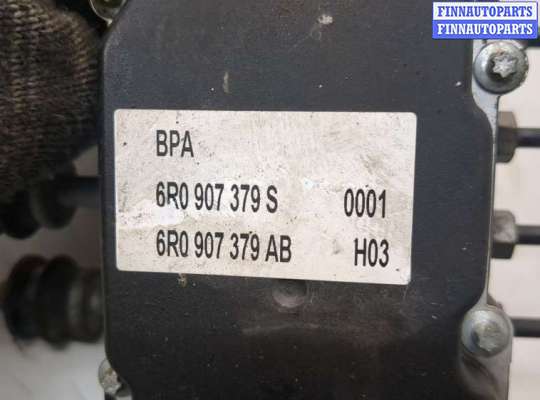 FINNAUTOPARTS
FINNAUTOPARTS
BPA
6R0 907 379 S 0001
6R0 907 379 AB H03